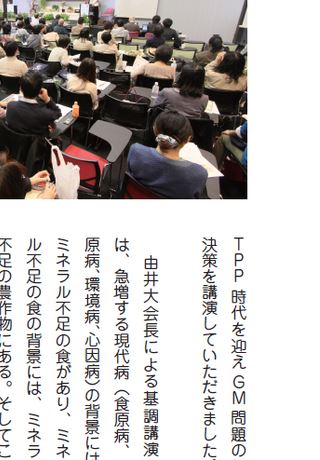 TPP 時代を迎え GM 問題の
決策を講演していただきました
由井大会長による基調講演
は、急増する現代病（食原病、
原病、環境病、心因病）の背景には
ミネラル不足の食があり、ミネ
ル不足の食の背景には、ミネラ
不足の農作物にある。そしてこ